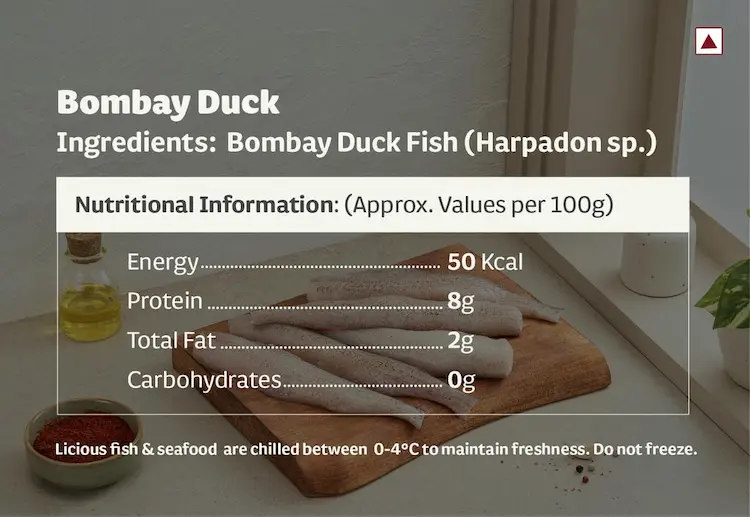 Bombay Duck
Ingredients: Bombay Duck Fish (Harpadon sp.)
Nutritional Information: (Approx. Values per 100g)
Energy.......................................................... 50 Kcal
Protein ......................................................... 8g
Total Fat ...................................................... 2g
Carbohydrates....................................... 0g
Licious fish & seafood are chilled between 0-4°C to maintain freshness. Do not freeze.